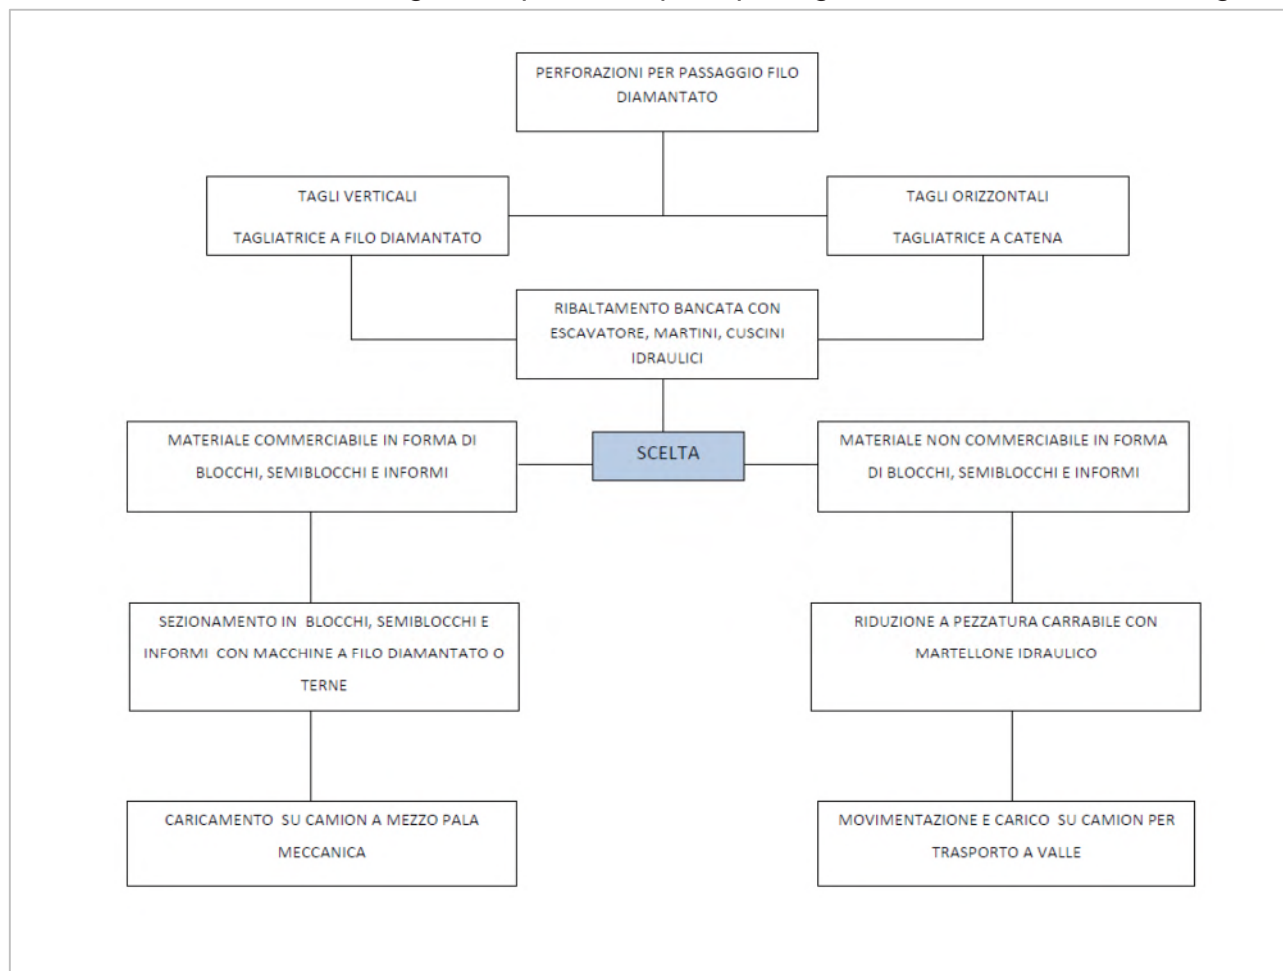 PERFORAZIONI PER PASSAGGIO FILO
DIAMANTATO
TAGLI VERTICALI
TAGLIATRICE A FILO DIAMANTATO
TAGLI ORIZZONTALI
TAGLIATRICE A CATENA
RIBALTAMENTO BANCATA CON
ESCAVATORE, MARTINI, CUSCINI
IDRAULICI
MATERIALE COMMERCIABILE IN FORMA DI
BLOCCHI, SEMIBLOCCHI E INFORMI
SCELTA
MATERIALE NON COMMERCIABILE IN FORMA
DI BLOCCHI, SEMIBLOCCHI E INFORMI
SEZIONAMENTO IN BLOCCHI, SEMIBLOCCHI E
INFORMI CON MACCHINE A FILO DIAMANTATO O
TERNE
RIDUZIONE A PEZZATURA CARRABILE CON
MARTELLONE IDRAULICO
CARICAMENTO SU CAMION A MEZZO PALA
MECCANICA
MOVIMENTAZIONE E CARICO SU CAMION PER
TRASPORTO A VALLE